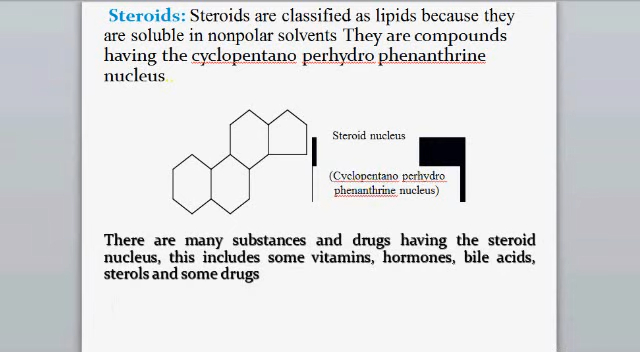 Steroids: Steroids are classified as lipids because they
are soluble in nonpolar solvents They are compounds
having the cyclopentano perhydro phenanthrine
nucleus..
Steroid nucleus
(Cyclopentano perhydro
phenanthrine nucleus)
There are many substances and drugs having the steroid
nucleus, this includes some vitamins, hormones, bile acids,
sterols and some drugs